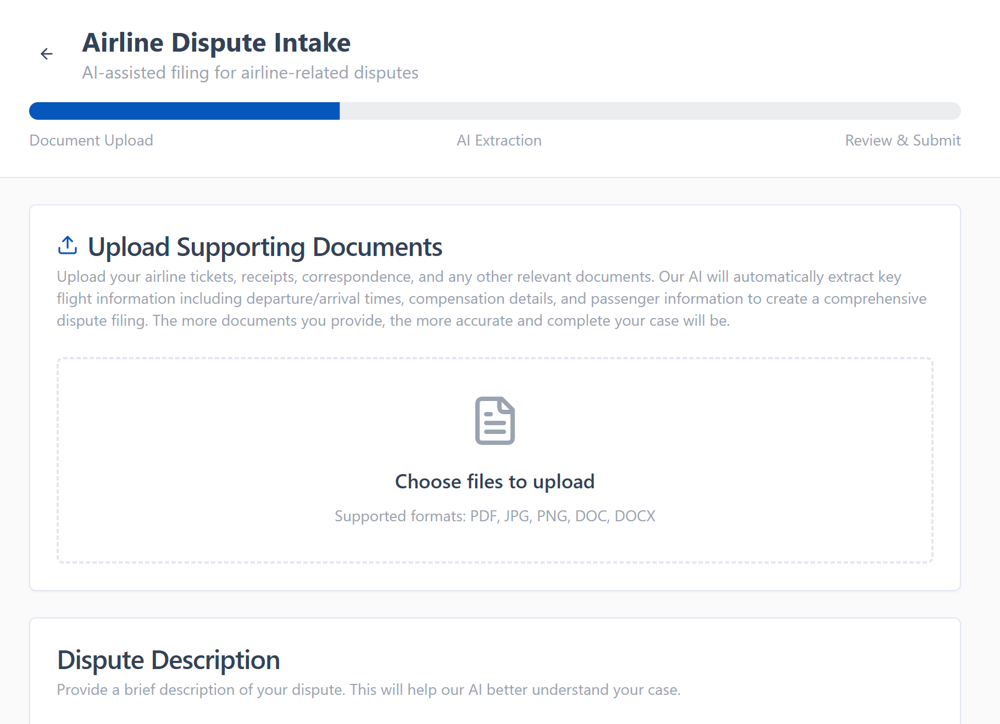 Airline Dispute Intake
AI-assisted filing for airline-related disputes
Document Upload
AI Extraction
Review & Submit
Upload Supporting Documents
Upload your airline tickets, receipts, correspondence, and any other relevant documents. Our AI will automatically extract key
flight information including departure/arrival times, compensation details, and passenger information to create a comprehensive
dispute filing. The more documents you provide, the more accurate and complete your case will be.
Choose files to upload
Supported formats: PDF, JPG, PNG, DOC, DOCX
Dispute Description
Provide a brief description of your dispute. This will help our AI better understand your case.